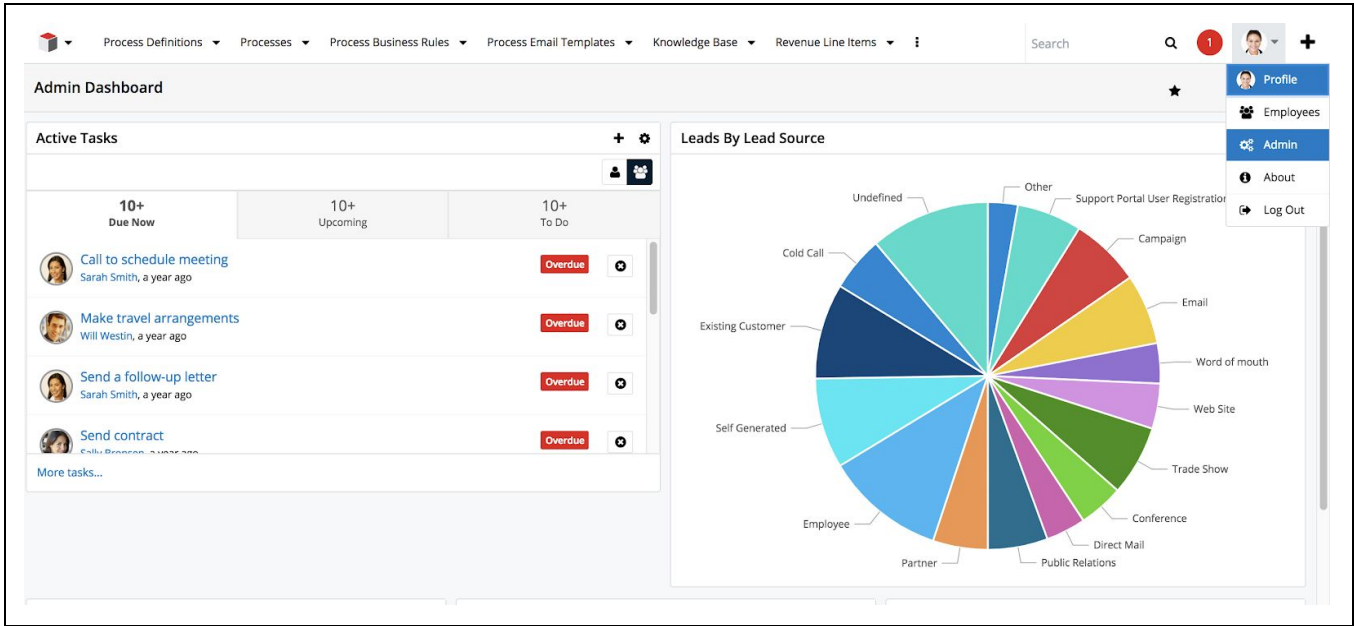 Process Definitions Processes Process Business Rules Process Email Templates Knowledge Base Revenue Line Items Search 1
Admin Dashboard
Profile
Employees
Admin
About
Log Out
Active Tasks
10+ 10+ 10+
Due Now Upcoming To Do
Call to schedule meeting Overdue
Sarah Smith, a year ago
Make travel arrangements Overdue
Will Westin, a year ago
Send a follow-up letter Overdue
Sarah Smith, a year ago
Send contract Overdue
Sally Bronsen, a year ago
More tasks...
Leads By Lead Source
Other
Undefined
Support Portal User Registration
Campaign
Cold Call
Email
Existing Customer
Word of mouth
Web Site
Self Generated
Trade Show
Employee
Conference
Direct Mail
Partner
Public Relations